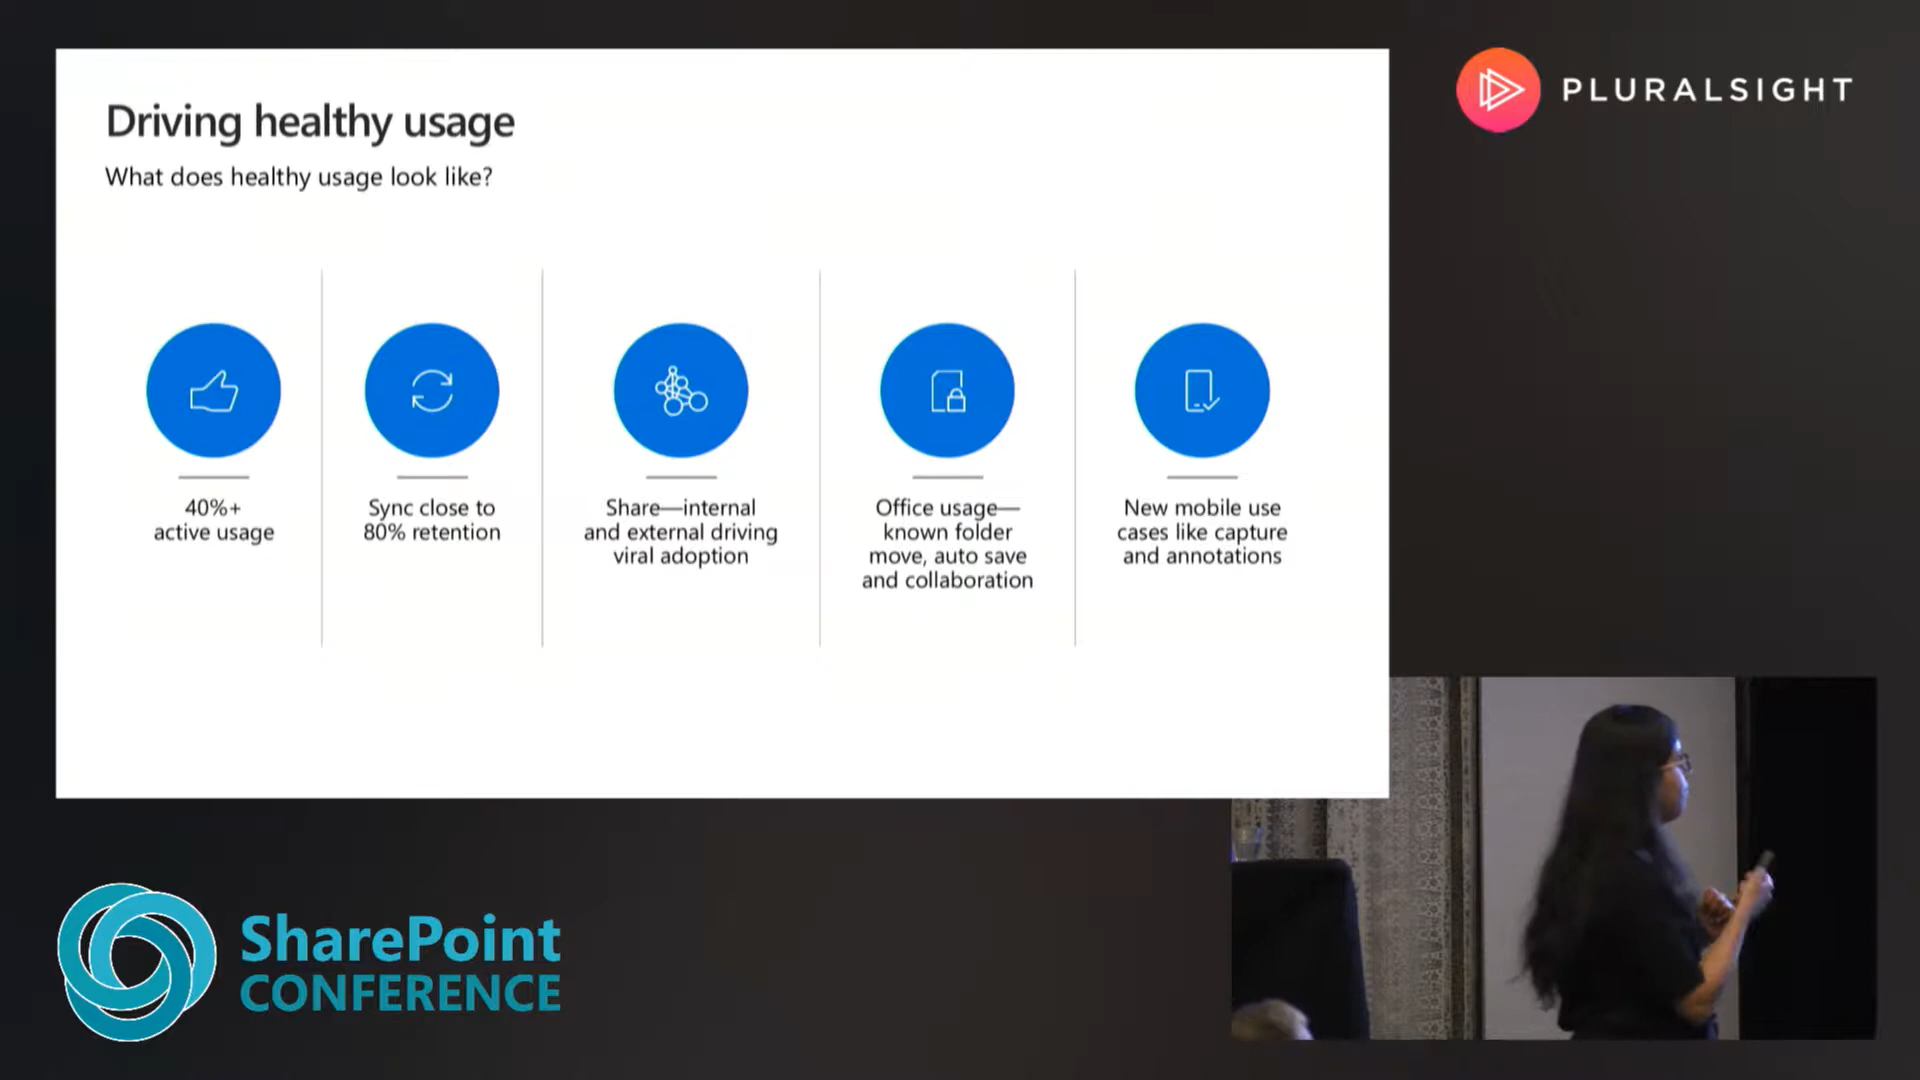 Driving healthy usage
What does healthy usage look like?
40%+
active usage
Sync close to
80% retention
Share—internal
and external driving
viral adoption
Office usage—
known folder
move, auto save
and collaboration
New mobile use
cases like capture
and annotations
PLURALSIGHT
SharePoint
CONFERENCE